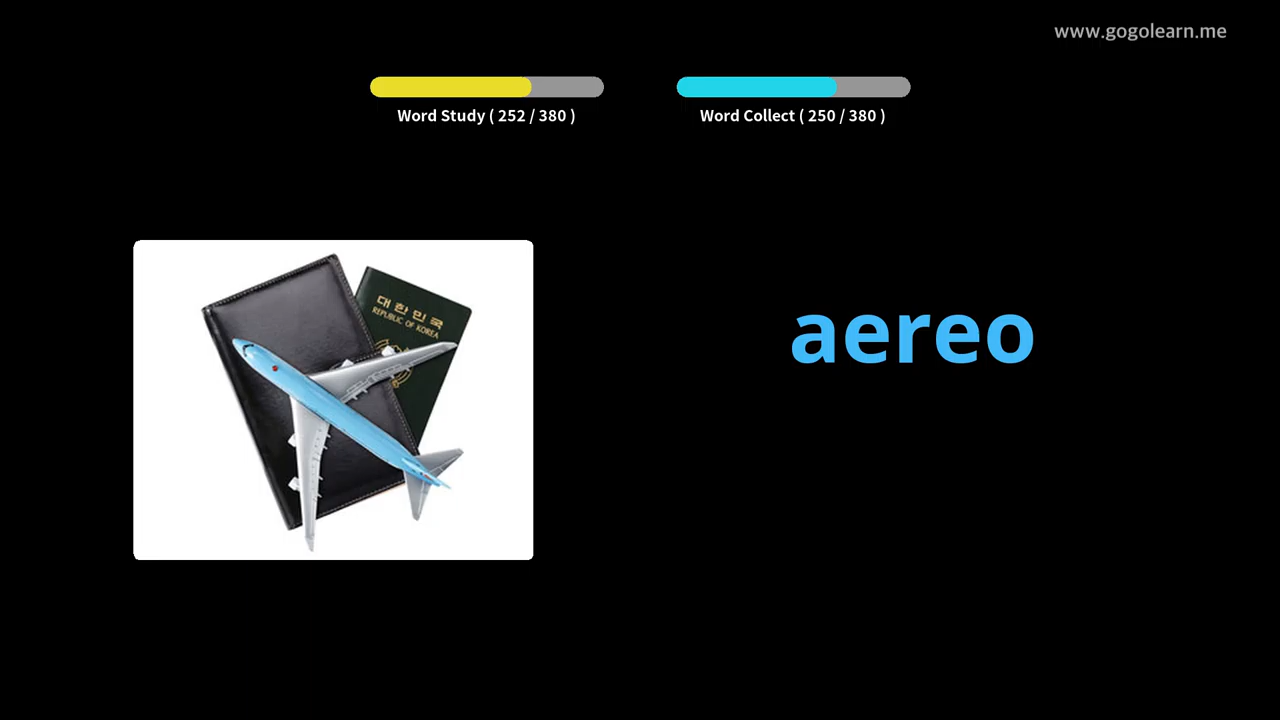 www.gogolearn.me
Word Study ( 252 / 380 )
Word Collect ( 250 / 380 )
대한민국
REPUBLIC OF KOREA
aereo